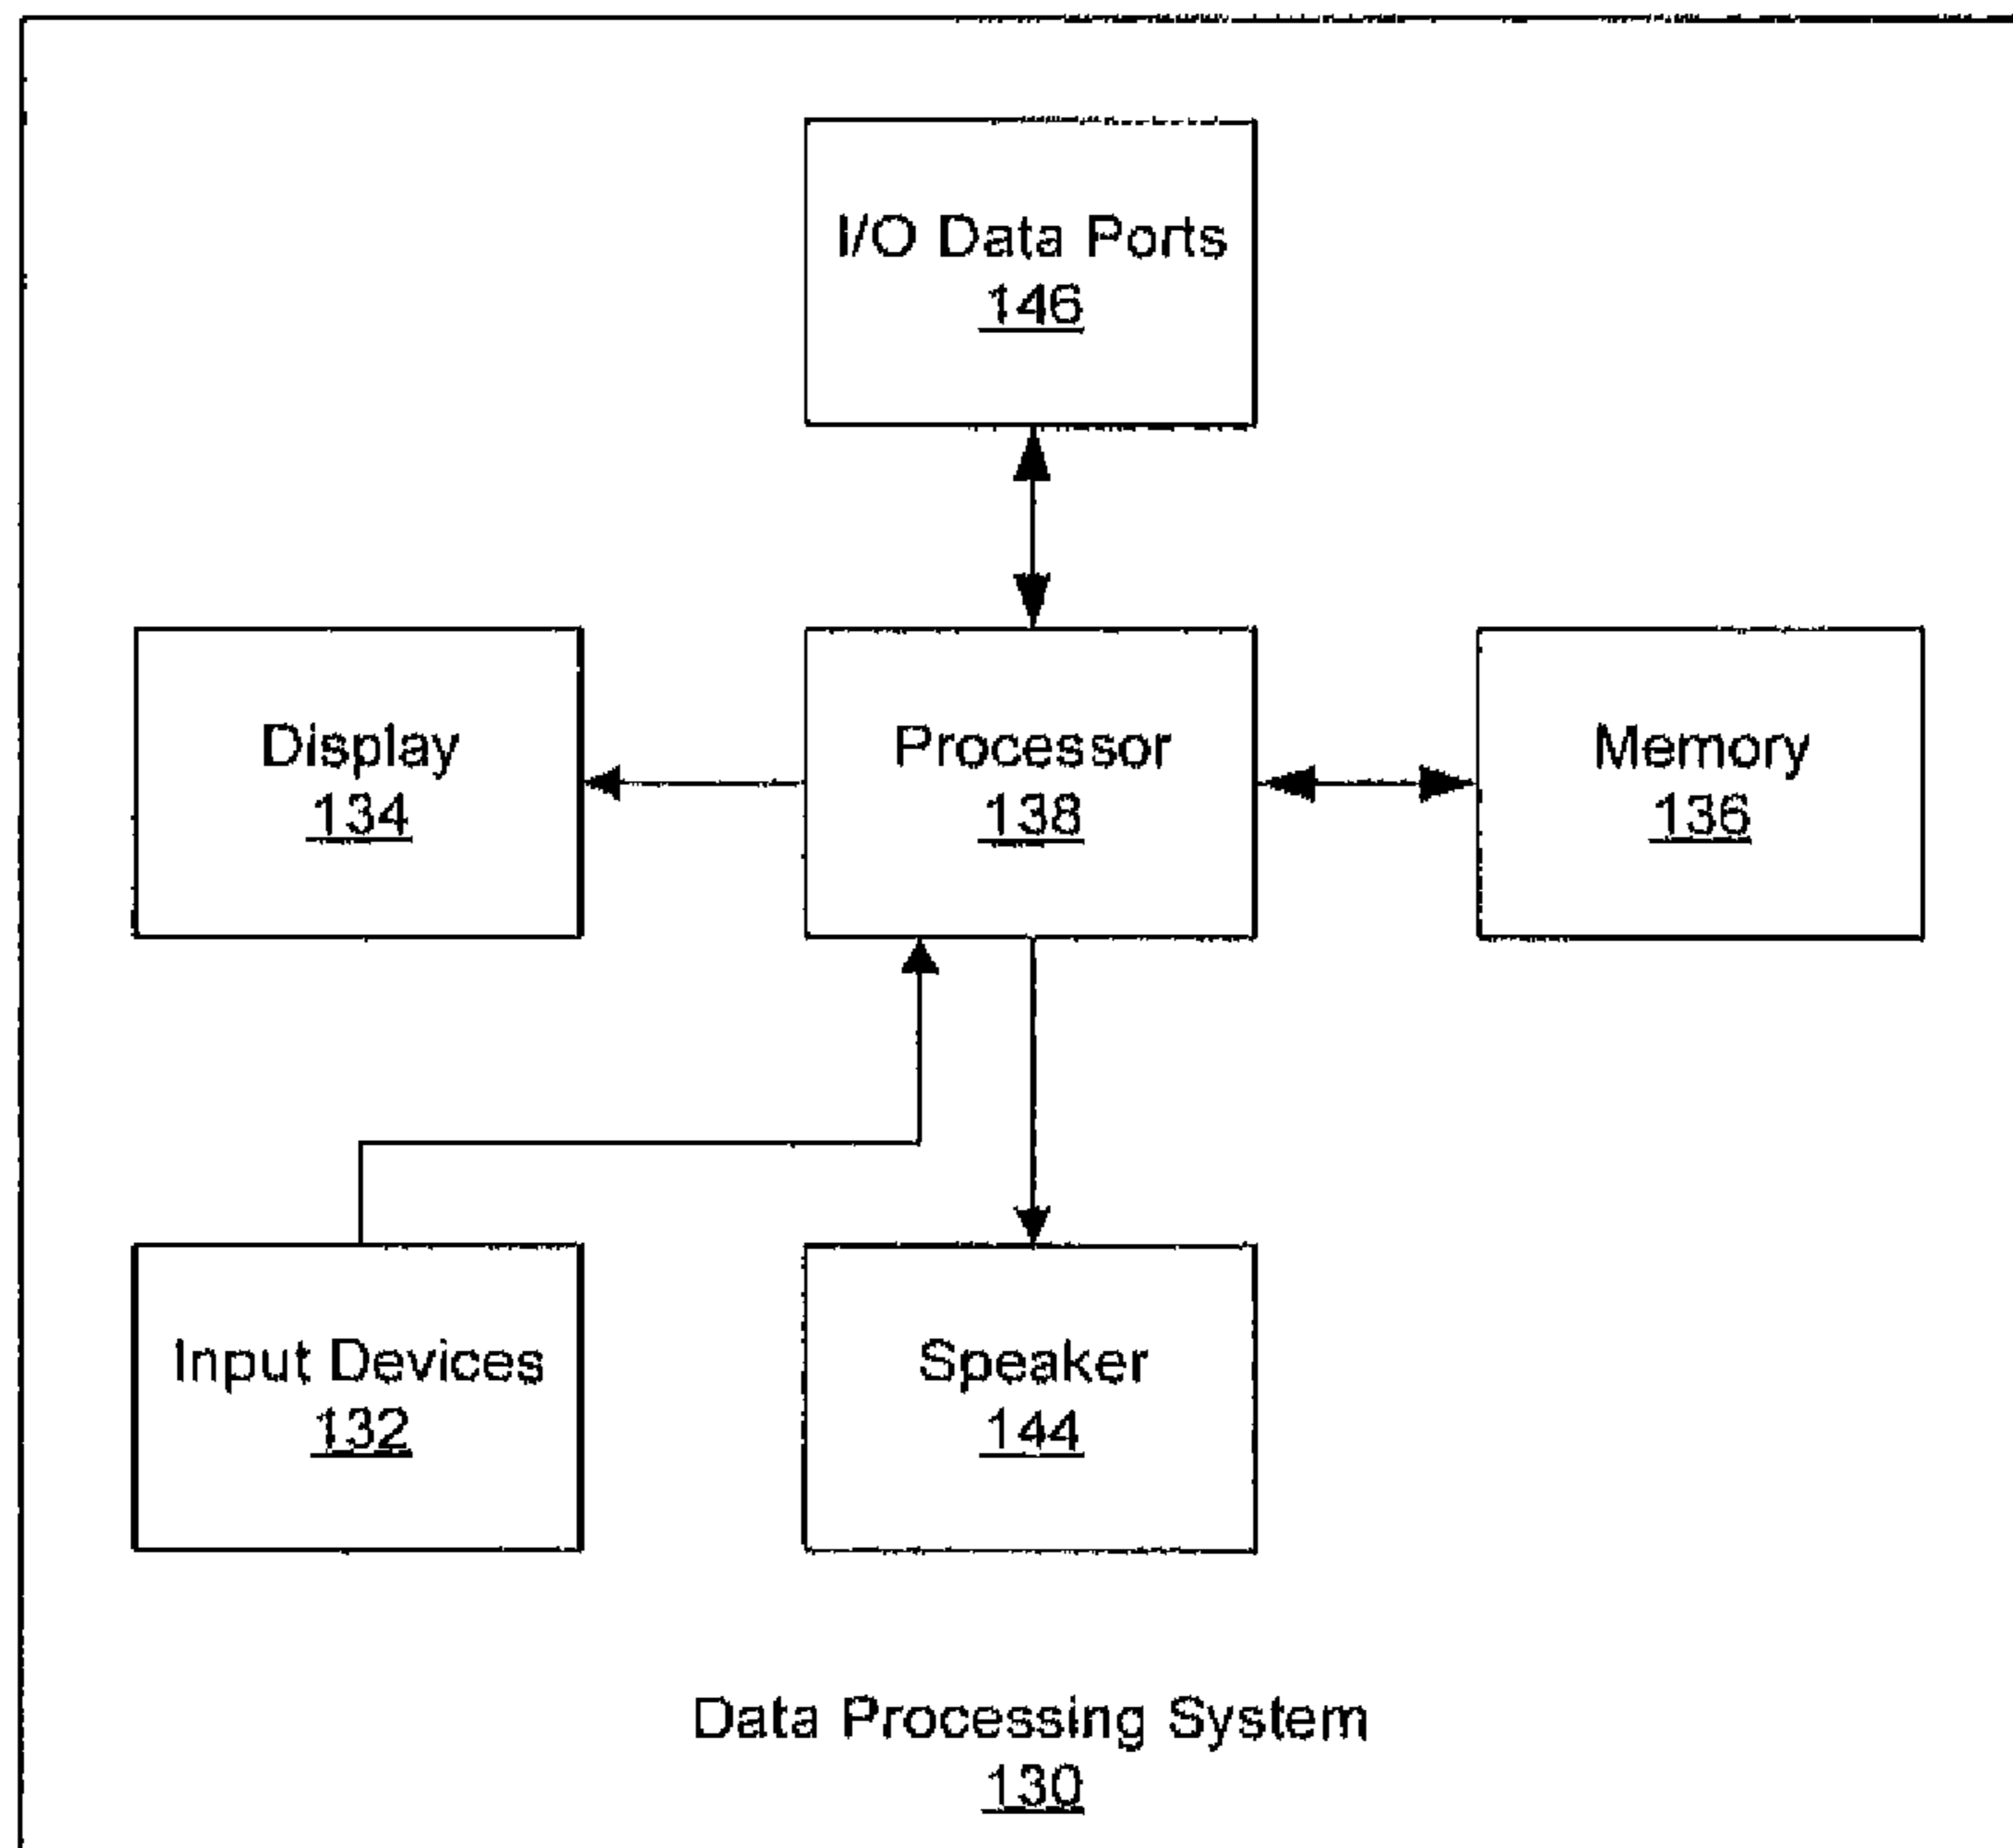 I/O Data Ports
146
Display
134
Processor
138
Memory
136
Input Devices
132
Speaker
144
Data Processing System
130